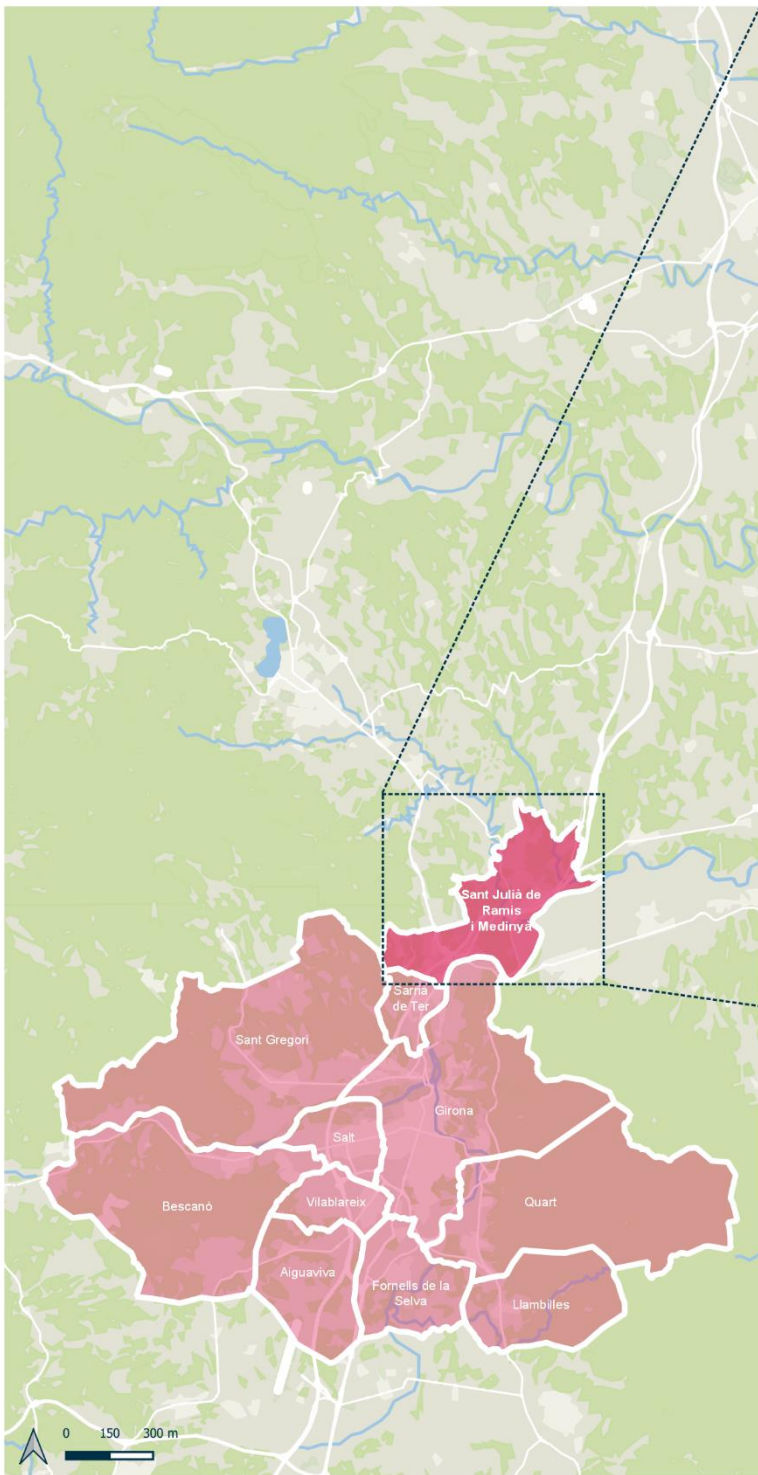 Sant Julià de
Ramis
i Medinyà
Sarrià
de Ter
Sant Gregori
Girona
Salt
Bescanó
Vilablareix
Quart
Aiguaviva
Fornells de la
Selva
Llambilles
0 150 300 m